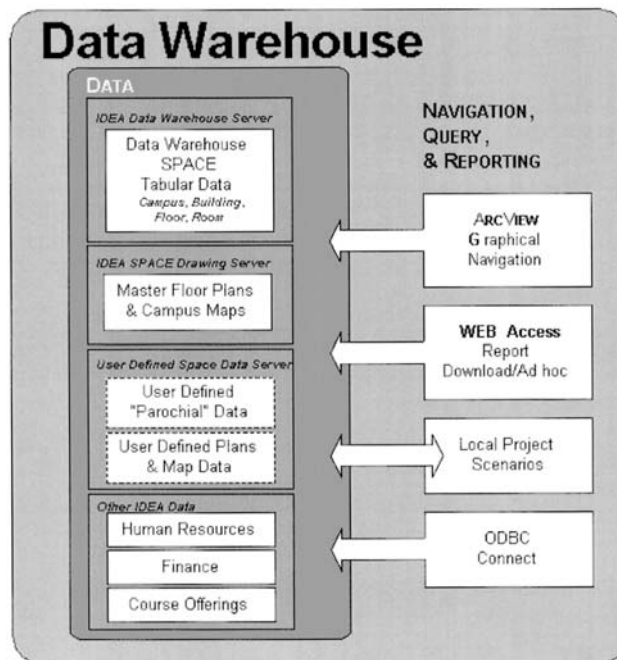 Data Warehouse
DATA
IDEA Data Warehouse Server
Data Warehouse
SPACE
Tabular Data
Campus, Building,
Floor, Room
IDEA SPACE Drawing Server
Master Floor Plans
& Campus Maps
User Defined Space Data Server
User Defined
"Parochial" Data
User Defined Plans
& Map Data
Other IDEA Data
Human Resources
Finance
Course Offerings
NAVIGATION,
QUERY,
& REPORTING
ARCVIEW
Graphical
Navigation
WEB Access
Report
Download/Ad hoc
Local Project
Scenarios
ODBC
Connect